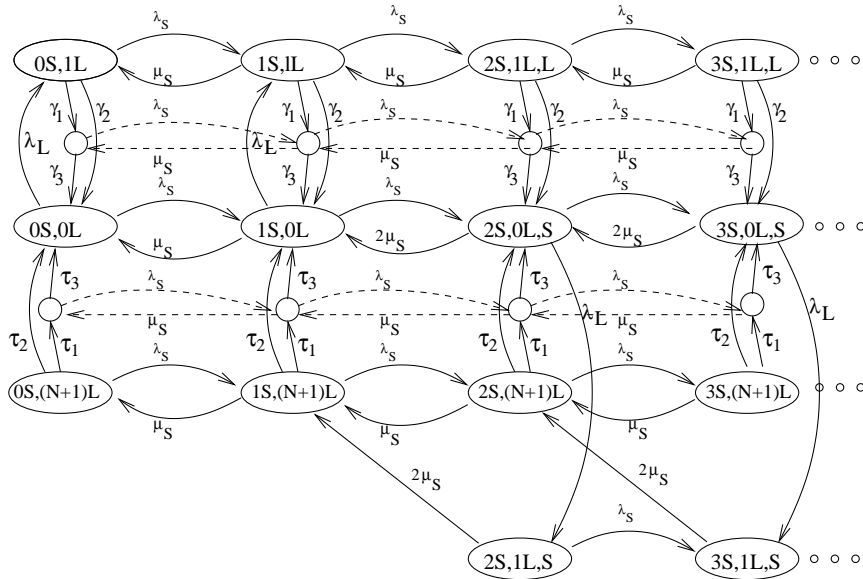 λS λS λS
0S,1L 1S,lL 2S,1L,L 3S,1L,L
μS μS μS
γ1 γ2 γ1 γ2 γ1 γ2 γ1 γ2
λS λS λS
λL λL
μS μS μS
γ3 γ3 γ3 γ3
λS λS λS
0S,0L 1S,0L 2S,0L,S 3S,0L,S
μS 2μS 2μS
τ3 τ3 τ3 τ3
λS λS λS
λL λL
μS μS μS
τ2 τ1 τ2 τ1 τ2 τ1 τ2 τ1
λS λS λS
0S,(N+1)L 1S,(N+1)L 2S,(N+1)L 3S,(N+1)L
μS μS μS
2μS 2μS
λS
2S,1L,S 3S,1L,S